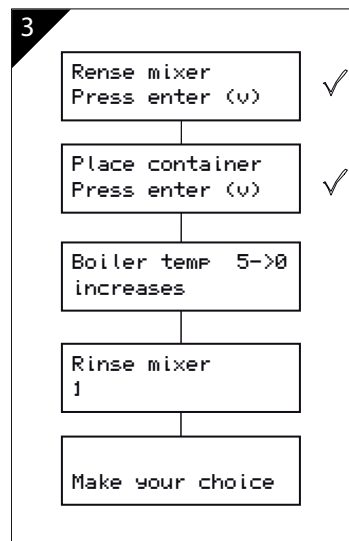 3
Rense mixer
Press enter (v)
Place container
Press enter (v)
Boiler temp 5->0
increases
Rinse mixer
1
Make your choice